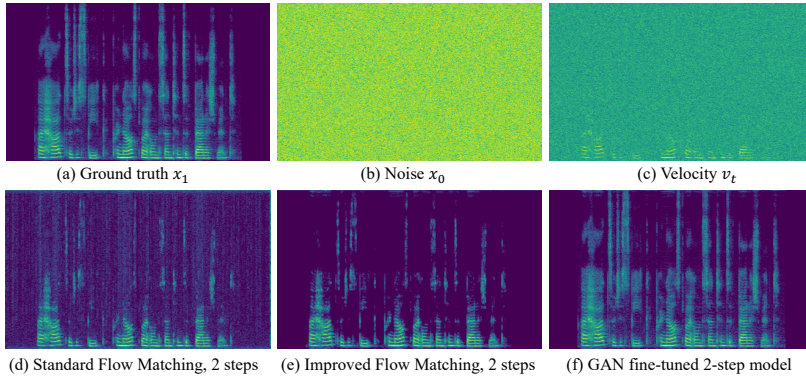 (a) Ground truth x₁
(b) Noise x₀
(c) Velocity vₜ
(d) Standard Flow Matching, 2 steps
(e) Improved Flow Matching, 2 steps
(f) GAN fine-tuned 2-step model